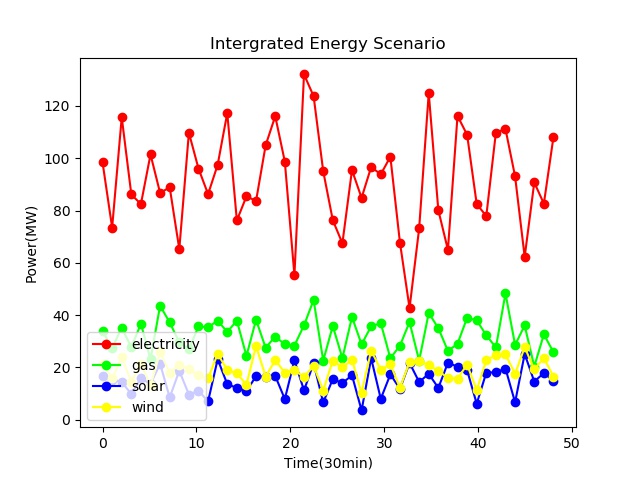 Intergrated Energy Scenario
Power(MW)
120
100
80
60
40
20
0
electricity
gas
solar
wind
0 10 20 30 40 50
Time(30min)